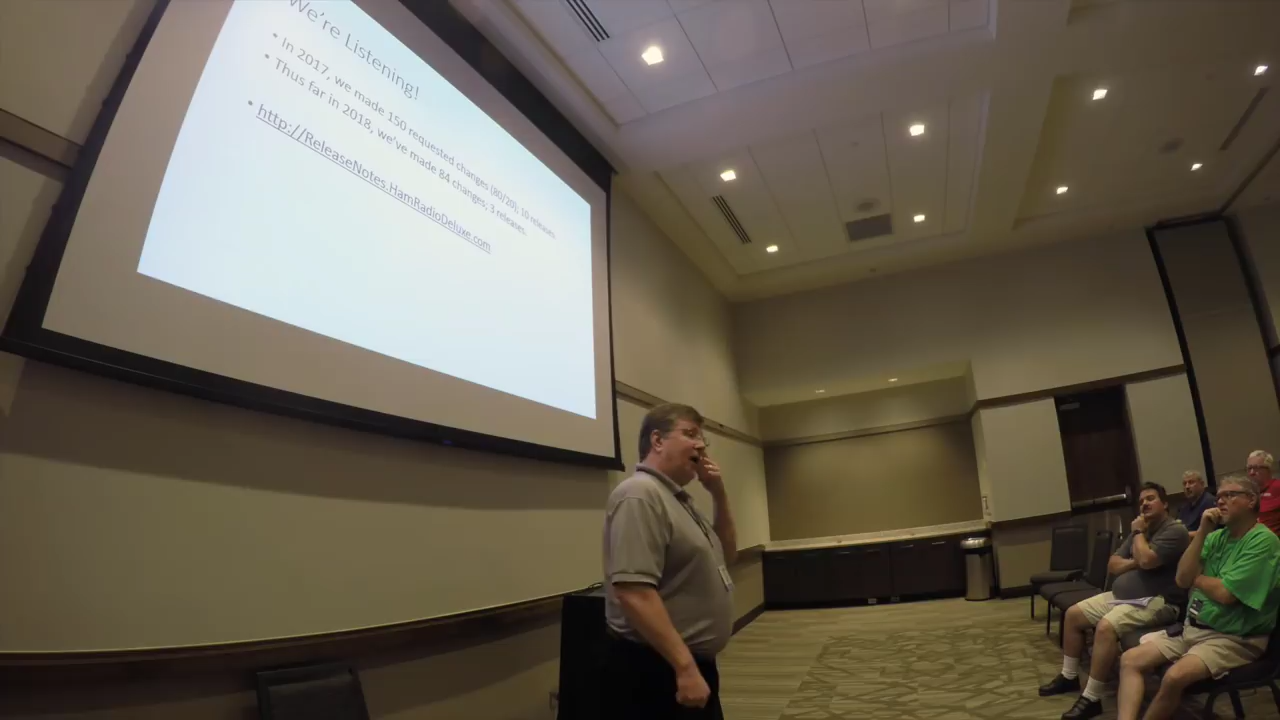 We're Listening!
• In 2017, we made 150 requested changes (80/20); 10 releases.
• Thus far in 2018, we've made 84 changes; 3 releases.
• http://ReleaseNotes.HamRadioDeluxe.com